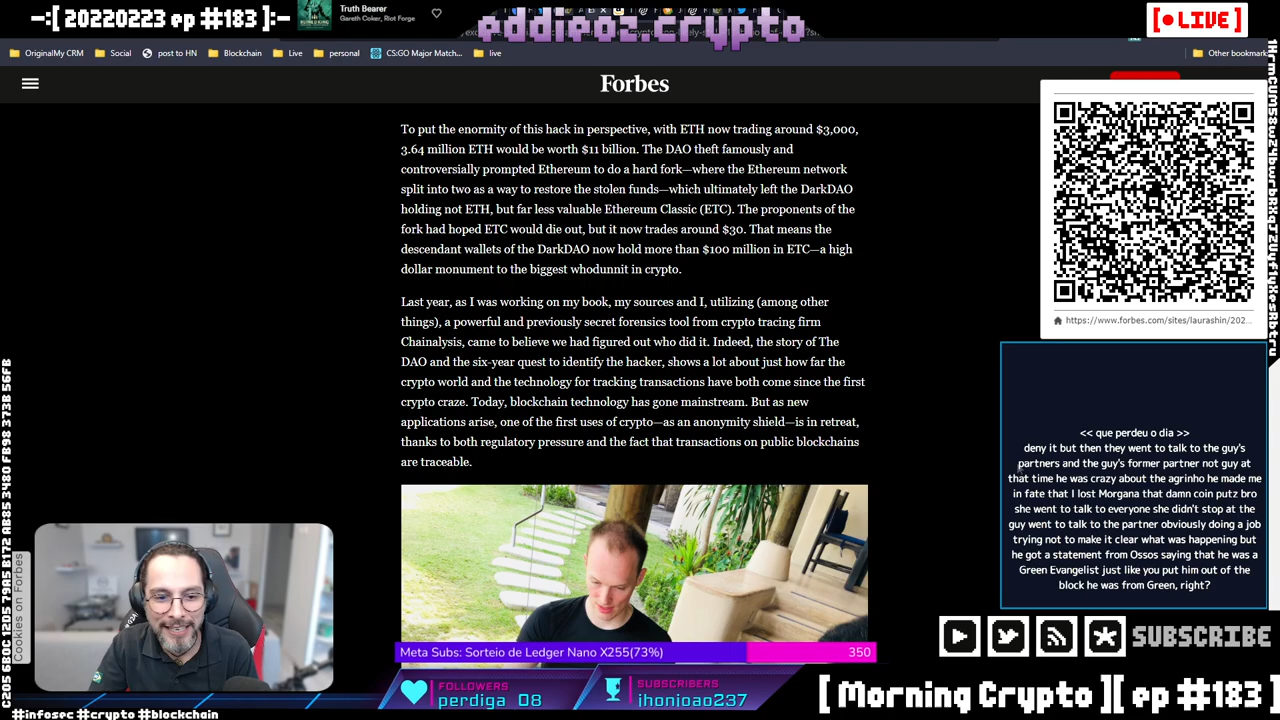 -:[ 20220223 ep #183 ]:-
Truth Bearer
Gareth Coker, Riot Forge
eddieoz.crypto
[•LIVE]
OriginalMy CRM
Social
post to HN
Blockchain
Live
personal
CS:GO Major Match...
live
Other bookmark
Forbes
To put the enormity of this hack in perspective, with ETH now trading around $3,000,
3.64 million ETH would be worth $11 billion. The DAO theft famously and
controversially prompted Ethereum to do a hard fork—where the Ethereum network
split into two as a way to restore the stolen funds—which ultimately left the DarkDAO
holding not ETH, but far less valuable Ethereum Classic (ETC). The proponents of the
fork had hoped ETC would die out, but it now trades around $30. That means the
descendant wallets of the DarkDAO now hold more than $100 million in ETC—a high
dollar monument to the biggest whodunnit in crypto.
Last year, as I was working on my book, my sources and I, utilizing (among other
things), a powerful and previously secret forensics tool from crypto tracing firm
Chainalysis, came to believe we had figured out who did it. Indeed, the story of The
DAO and the six-year quest to identify the hacker, shows a lot about just how far the
crypto world and the technology for tracking transactions have both come since the first
crypto craze. Today, blockchain technology has gone mainstream. But as new
applications arise, one of the first uses of crypto—as an anonymity shield—is in retreat,
thanks to both regulatory pressure and the fact that transactions on public blockchains
are traceable.
https://www.forbes.com/sites/laurashin/202...
<< que perdeu o dia >>
deny it but then they went to talk to the guy's
partners and the guy's former partner not guy at
that time he was crazy about the agrinho he made me
in fate that I lost Morgana that damn coin putz bro
she went to talk to everyone she didn't stop at the
guy went to talk to the partner obviously doing a job
trying not to make it clear what was happening but
he got a statement from Ossos saying that he was a
Green Evangelist just like you put him out of the
block he was from Green, right?
Cookies on Forbes
Meta Subs: Sorteio de Ledger Nano X255(73%)
350
FOLLOWERS
perdiga_08
SUBSCRIBERS
jhonjoao237
SUBSCRIBE
[ Morning Crypto ][ ep #183 ]
#infosec #crypto #blockchain